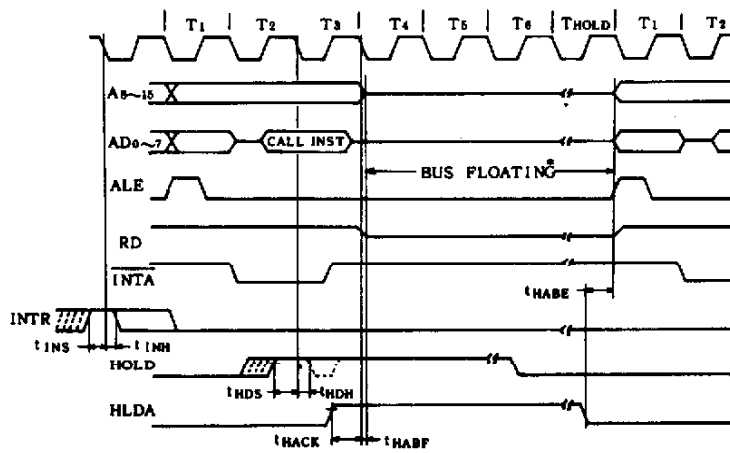 T1 T2 T3 T4 T5 T6 THOLD T1 T2
A8~15
AD0~7 CALL INST
BUS FLOATING*
ALE
RD
INTA
tHABE
INTR
tINS tINH
HOLD
tHDS tHDH
HLDA
tHACK tHABF